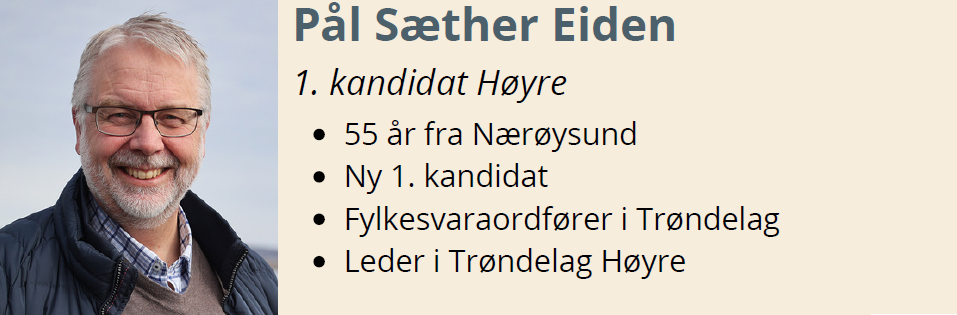 Pål Sæther Eiden
1. kandidat Høyre
• 55 år fra Nærøysund
• Ny 1. kandidat
• Fylkesvaraordfører i Trøndelag
• Leder i Trøndelag Høyre